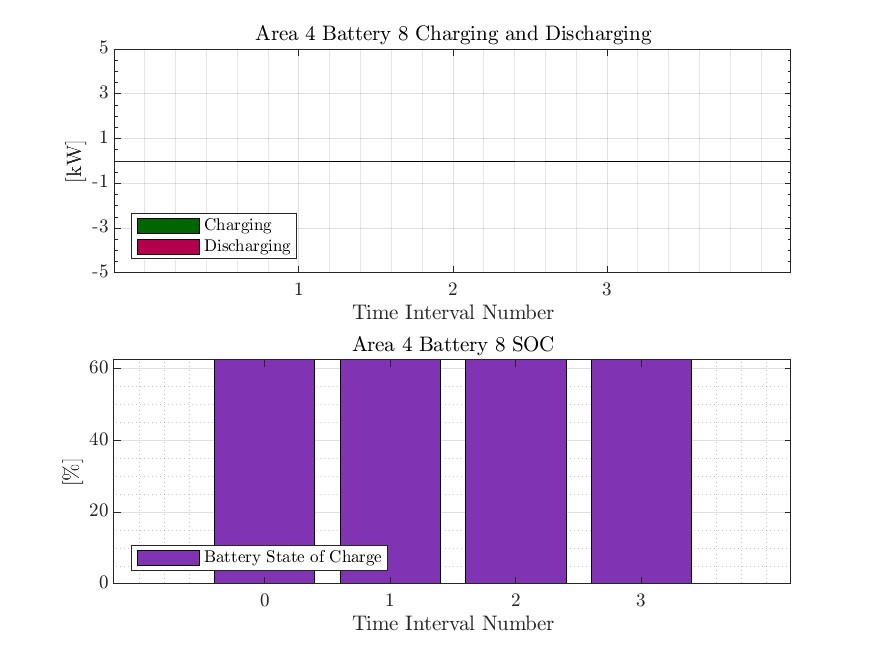 Area 4 Battery 8 Charging and Discharging
5
3
1
-1
-3
-5
[kW]
Charging
Discharging
1 2 3
Time Interval Number
Area 4 Battery 8 SOC
60
40
20
0
[%]
Battery State of Charge
0 1 2 3
Time Interval Number